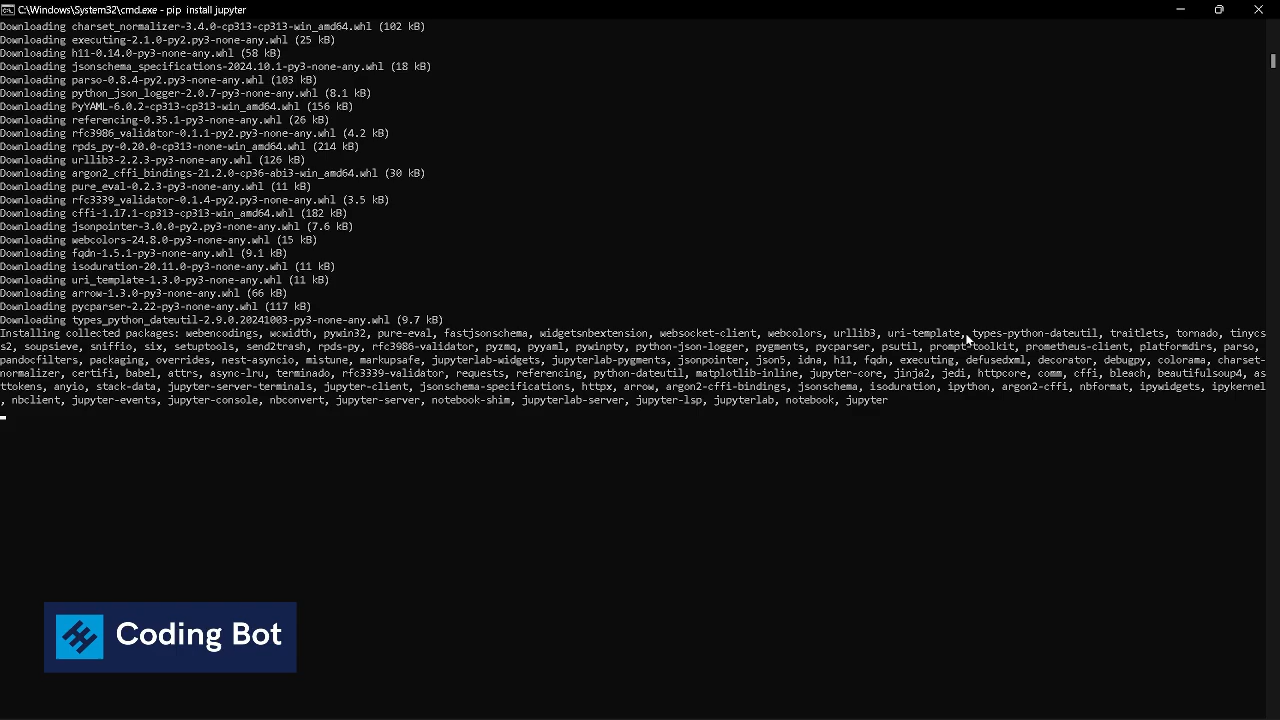 C:\Windows\System32\cmd.exe - pip  install jupyter
Downloading charset_normalizer-3.4.0-cp313-cp313-win_amd64.whl (102 kB)
Downloading executing-2.1.0-py2.py3-none-any.whl (25 kB)
Downloading h11-0.14.0-py3-none-any.whl (58 kB)
Downloading jsonschema_specifications-2024.10.1-py3-none-any.whl (18 kB)
Downloading parso-0.8.4-py2.py3-none-any.whl (103 kB)
Downloading python_json_logger-2.0.7-py3-none-any.whl (8.1 kB)
Downloading PyYAML-6.0.2-cp313-cp313-win_amd64.whl (156 kB)
Downloading referencing-0.35.1-py3-none-any.whl (26 kB)
Downloading rfc3986_validator-0.1.1-py2.py3-none-any.whl (4.2 kB)
Downloading rpds_py-0.20.0-cp313-none-win_amd64.whl (214 kB)
Downloading urllib3-2.2.3-py3-none-any.whl (126 kB)
Downloading argon2_cffi_bindings-21.2.0-cp36-abi3-win_amd64.whl (30 kB)
Downloading pure_eval-0.2.3-py3-none-any.whl (11 kB)
Downloading rfc3339_validator-0.1.4-py2.py3-none-any.whl (3.5 kB)
Downloading cffi-1.17.1-cp313-cp313-win_amd64.whl (182 kB)
Downloading jsonpointer-3.0.0-py2.py3-none-any.whl (7.6 kB)
Downloading webcolors-24.8.0-py3-none-any.whl (15 kB)
Downloading fqdn-1.5.1-py3-none-any.whl (9.1 kB)
Downloading isoduration-20.11.0-py3-none-any.whl (11 kB)
Downloading uri_template-1.3.0-py3-none-any.whl (11 kB)
Downloading arrow-1.3.0-py3-none-any.whl (66 kB)
Downloading pycparser-2.22-py3-none-any.whl (117 kB)
Downloading types_python_dateutil-2.9.0.20241003-py3-none-any.whl (9.7 kB)
Installing collected packages: webencodings, wcwidth, pywin32, pure-eval, fastjsonschema, widgetsnbextension, websocket-client, webcolors, urllib3, uri-template, types-python-dateutil, traitlets, tornado, tinycs
s2, soupsieve, sniffio, six, setuptools, send2trash, rpds-py, rfc3986-validator, pyzmq, pyyaml, pywinpty, python-json-logger, pygments, pycparser, psutil, prompt-toolkit, prometheus-client, platformdirs, parso,
pandocfilters, packaging, overrides, nest-asyncio, mistune, markupsafe, jupyterlab-widgets, jupyterlab-pygments, jsonpointer, json5, idna, h11, fqdn, executing, defusedxml, decorator, debugpy, colorama, charset-
normalizer, certifi, babel, attrs, async-lru, terminado, rfc3339-validator, requests, referencing, python-dateutil, matplotlib-inline, jupyter-core, jinja2, jedi, httpcore, comm, cffi, bleach, beautifulsoup4, as
ttokens, anyio, stack-data, jupyter-server-terminals, jupyter-client, jsonschema-specifications, httpx, arrow, argon2-cffi-bindings, jsonschema, isoduration, ipython, argon2-cffi, nbformat, ipywidgets, ipykernel
, nbclient, jupyter-events, jupyter-console, nbconvert, jupyter-server, notebook-shim, jupyterlab-server, jupyter-lsp, jupyterlab, notebook, jupyter
Coding Bot